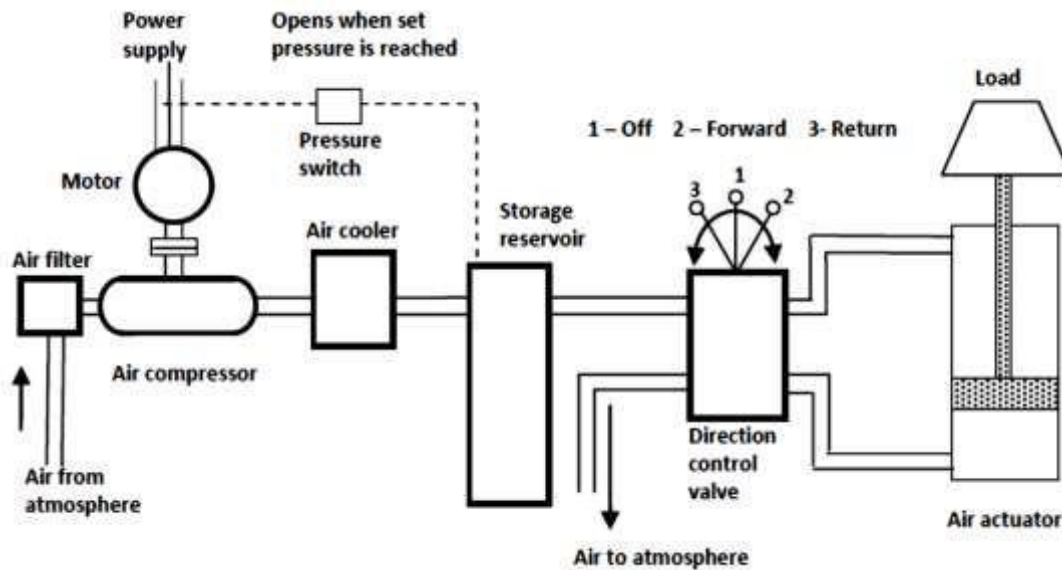 Power
supply
Opens when set
pressure is reached
Load
1 – Off 2 – Forward 3- Return
Pressure
switch
Motor
1
3
2
Storage
reservoir
Air cooler
Air filter
Air compressor
Direction
control
valve
Air from
atmosphere
Air actuator
Air to atmosphere